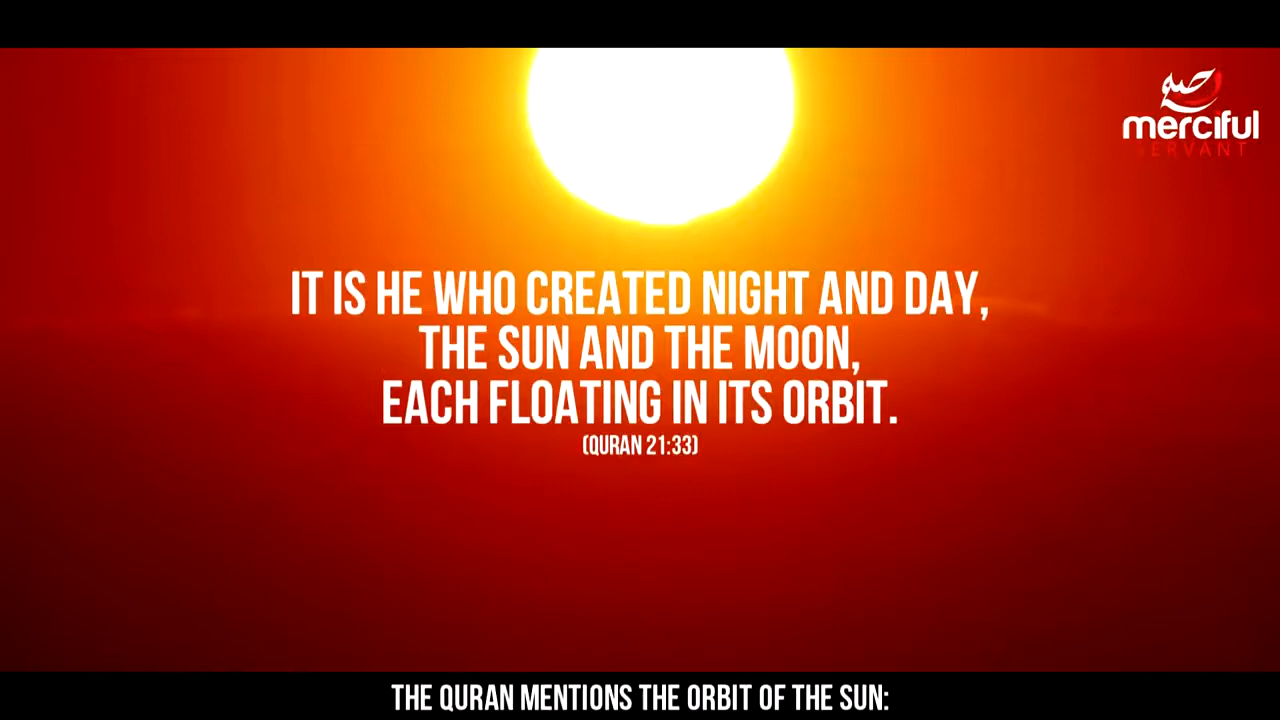 merciful
SERVANT
IT IS HE WHO CREATED NIGHT AND DAY,
THE SUN AND THE MOON,
EACH FLOATING IN ITS ORBIT.
(QURAN 21:33)
THE QURAN MENTIONS THE ORBIT OF THE SUN: